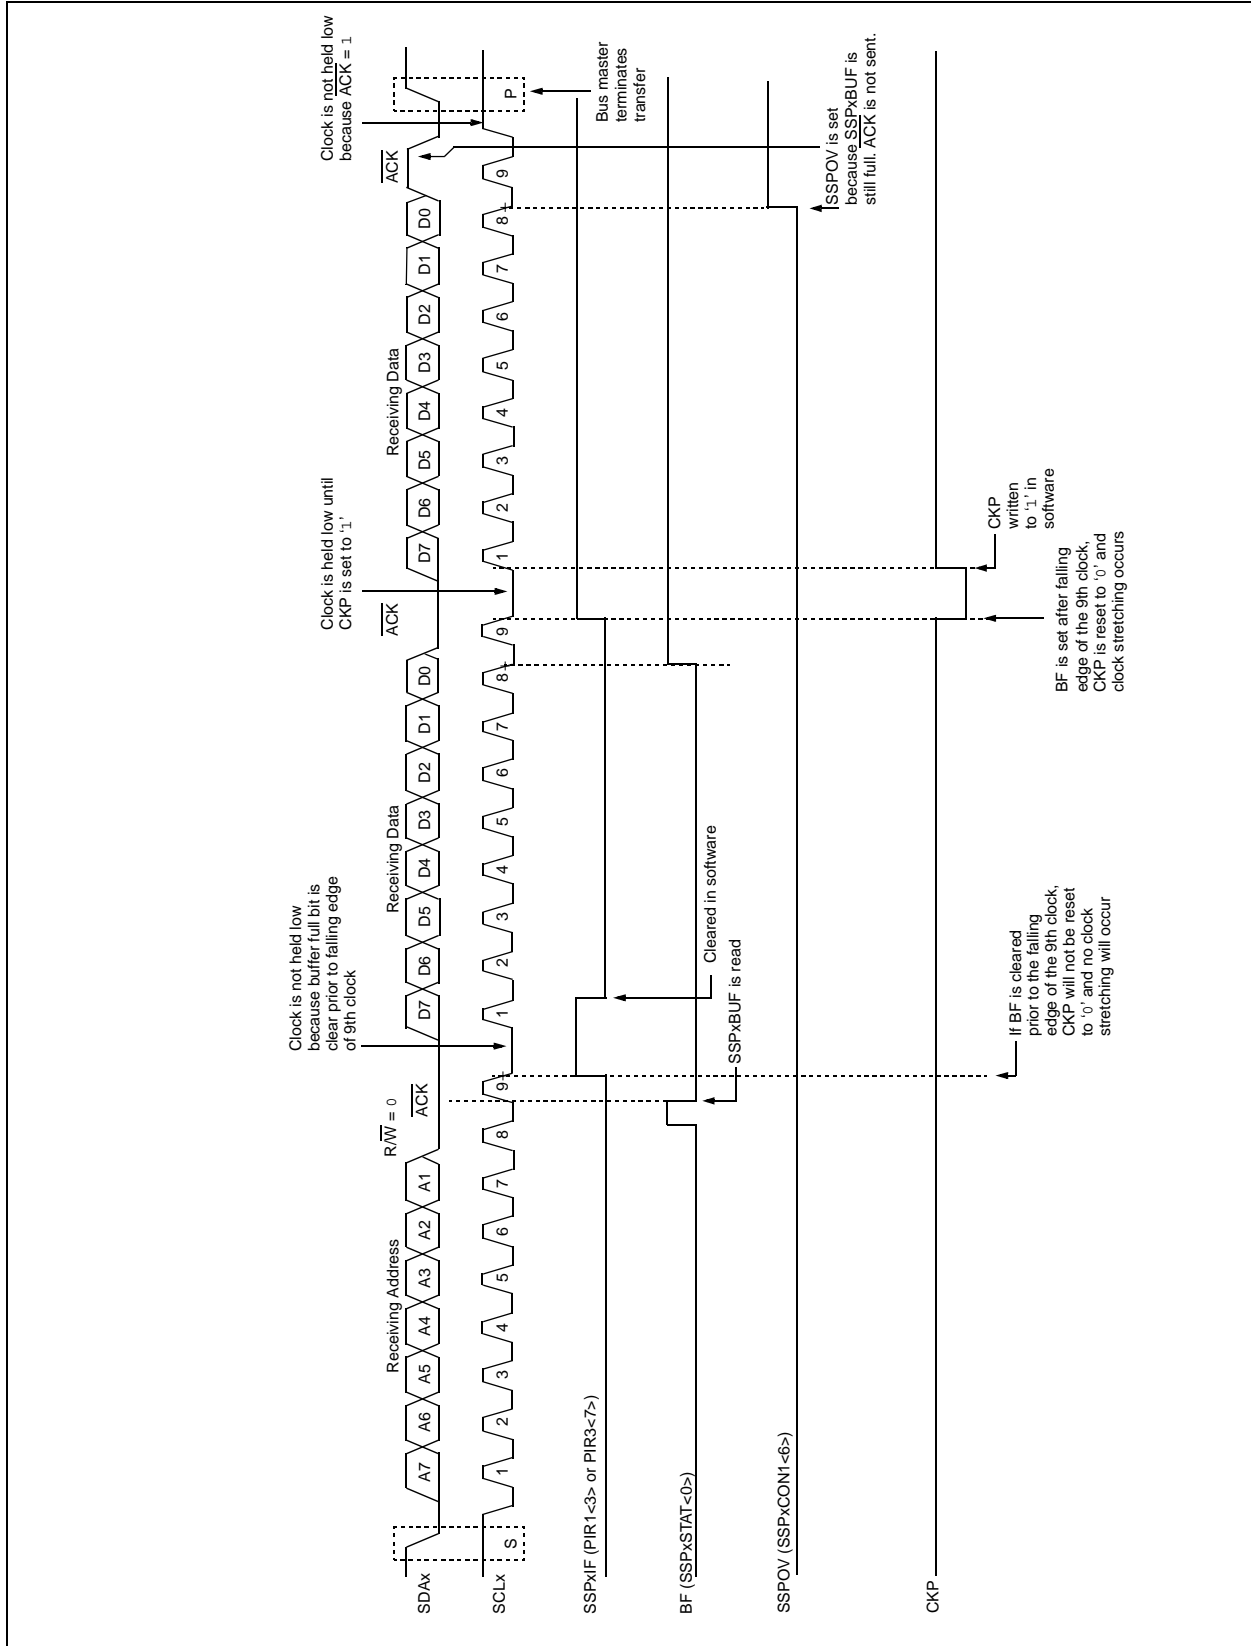 Clock is not held low
because buffer full bit is
clear prior to falling edge
of 9th clock
Clock is held low until
CKP is set to ‘1’
Clock is not held low
because ACK = 1
Receiving Address
R/W = 0
ACK
Receiving Data
ACK
Receiving Data
ACK
SDAx
A7
A6
A5
A4
A3
A2
A1
D7
D6
D5
D4
D3
D2
D1
D0
D7
D6
D5
D4
D3
D2
D1
D0
SCLx
S
1
2
3
4
5
6
7
8
9
1
2
3
4
5
6
7
8
9
1
2
3
4
5
6
7
8
9
P
SSPxIF (PIR1<3> or PIR3<7>)
Cleared in software
Bus master
terminates
transfer
BF (SSPxSTAT<0>)
SSPxBUF is read
SSPOV (SSPxCON1<6>)
SSPOV is set
because SSPxBUF is
still full. ACK is not sent.
CKP
If BF is cleared
prior to the falling
edge of the 9th clock,
CKP will not be reset
to ‘0’ and no clock
stretching will occur
CKP
written
to ‘1’ in
software
BF is set after falling
edge of the 9th clock,
CKP is reset to ‘0’ and
clock stretching occurs